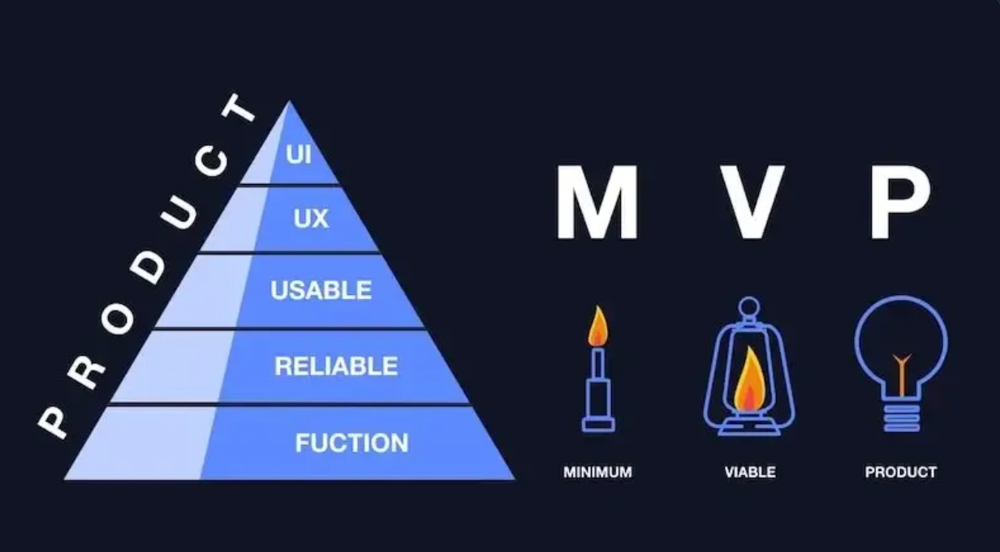 PRODUCT
UI
UX
USABLE
RELIABLE
FUCTION
M V P
MINIMUM
VIABLE
PRODUCT